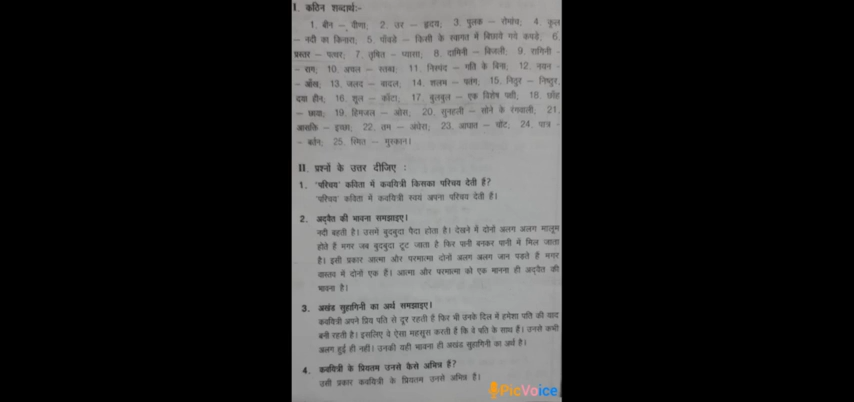 I. कठिन शब्दार्थ:-
1. बीन – वीणा; 2. उर – हृदय; 3. पुलक – रोमांच; 4. कूल
– नदी का किनारा; 5. पाँवडे – किसी के स्वागत में बिछाये गये कपडे; 6.
प्रस्तर – पत्थर; 7. तृषित – प्यासा; 8. दामिनी – बिजली; 9. रागिनी -
- राग; 10. अचल – स्तब्ध; 11. निस्पंद – गति के बिना; 12. नयन -
- आँख; 13. जलद – बादल; 14. शलभ – पतंग; 15. निठुर – निष्ठुर,
दया हीन; 16. शूल – काँटा; 17. बुलबुल – एक विशेष पक्षी; 18. छाँह
– छाया; 19. हिमजल – ओस; 20. सुनहली – सोने के रंगवाली; 21.
आसक्ति – इच्छा; 22. तम – अंधेरा; 23. आघात – चोट; 24. पात्र -
- बर्तन; 25. स्मित – मुस्कान।
II. प्रश्नों के उत्तर दीजिए :
1. 'परिचय' कविता में कवयित्री किसका परिचय देती हैं?
'परिचय' कविता में कवयित्री स्वयं अपना परिचय देती हैं।
2. अद्वैत की भावना समझाइए।
नदी बहती है। उसमें बुदबुदा पैदा होता है। देखने में दोनों अलग अलग मालूम
होते हैं मगर जब बुदबुदा टूट जाता है फिर पानी बनकर पानी में मिल जाता
है। इसी प्रकार आत्मा और परमात्मा दोनों अलग अलग जान पडते हैं मगर
वास्तव में दोनों एक हैं। आत्मा और परमात्मा को एक मानना ही अद्वैत की
भावना है।
3. अखंड सुहागिनी का अर्थ समझाइए।
कवयित्री अपने प्रिय पति से दूर रहती हैं फिर भी उनके दिल में हमेशा पति की याद
बनी रहती है। इसलिए वे ऐसा महसूस करती हैं कि वे पति के साथ हैं। उनसे कभी
अलग हुई ही नहीं। उनकी यही भावना ही अखंड सुहागिनी का अर्थ है।
4. कवयित्री के प्रियतम उनसे कैसे अभिन्न हैं?
उसी प्रकार कवयित्री के प्रियतम उनसे अभिन्न हैं।
PicVoice